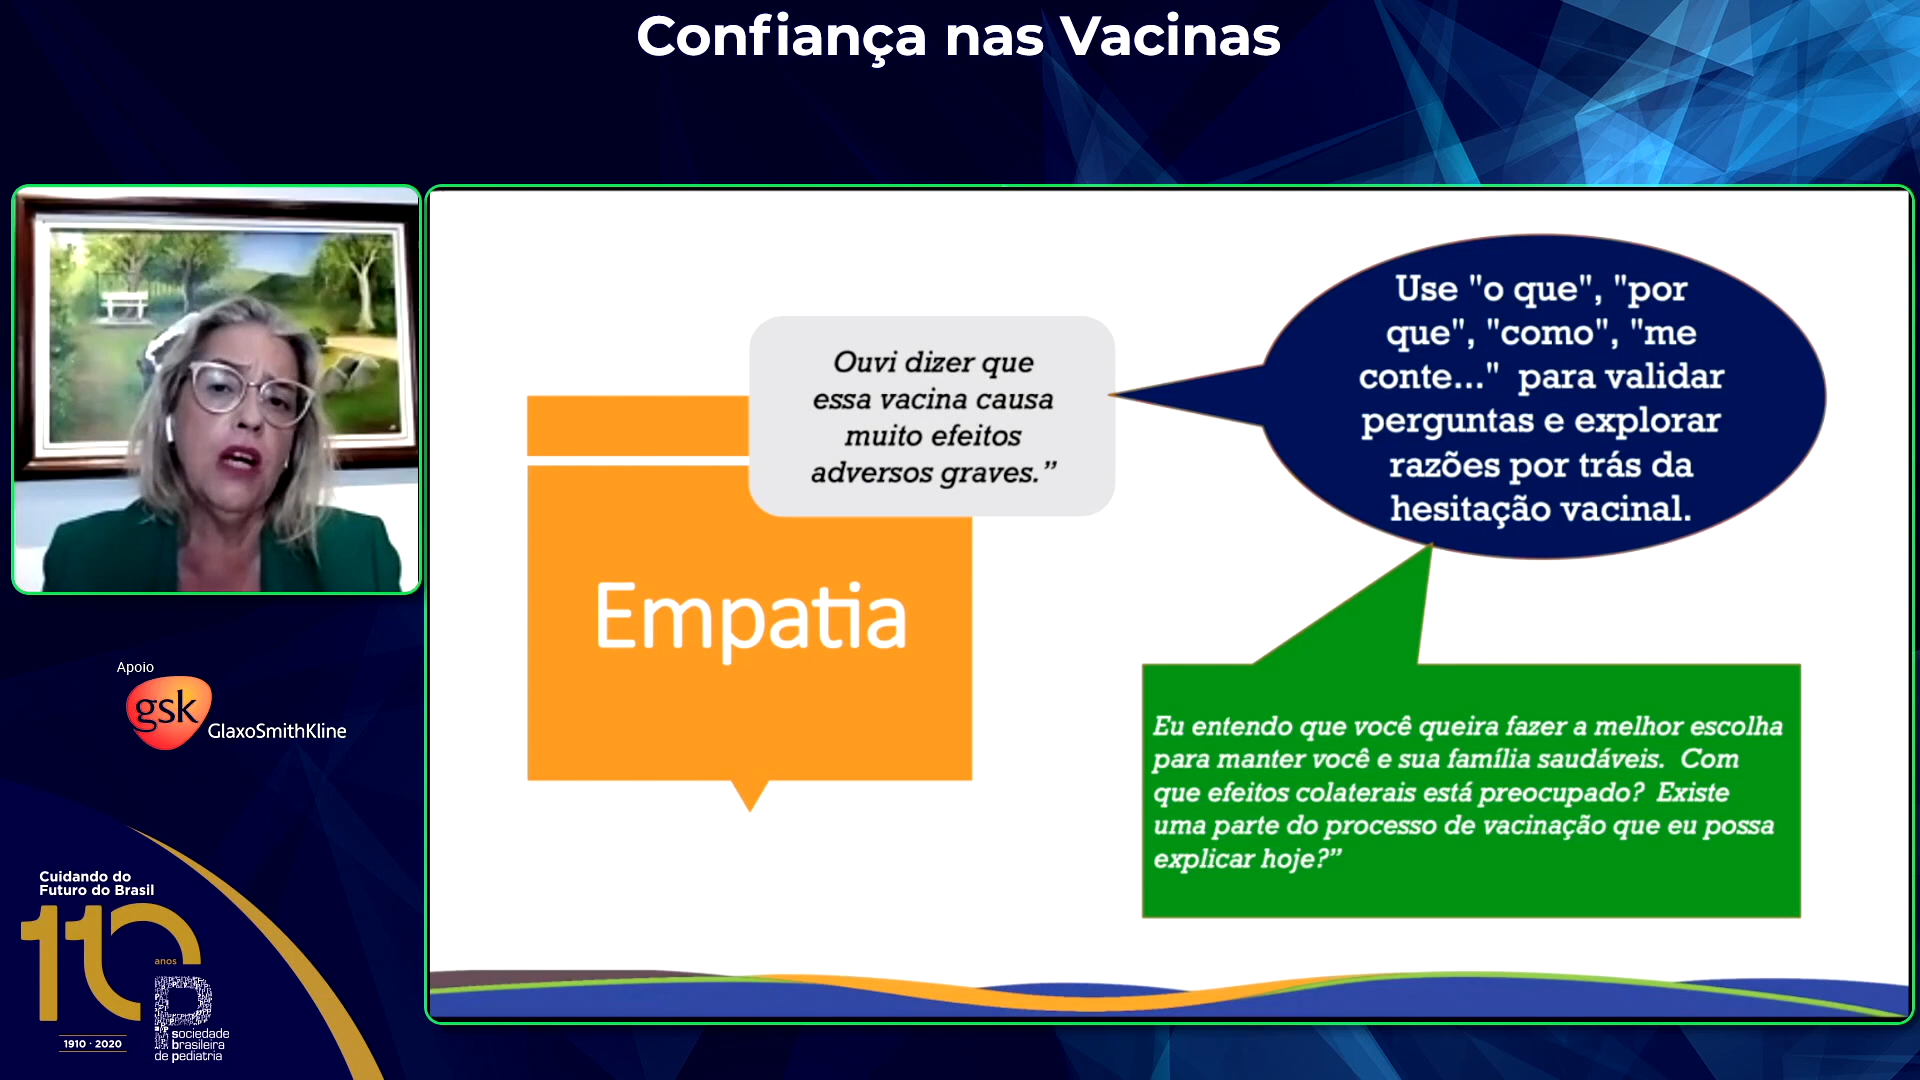 Confiança nas Vacinas
Ouvi dizer que
essa vacina causa
muito efeitos
adversos graves.”
Empatia
Use "o que", "por
que", "como", "me
conte..." para validar
perguntas e explorar
razões por trás da
hesitação vacinal.
Eu entendo que você queira fazer a melhor escolha
para manter você e sua família saudáveis. Com
que efeitos colaterais está preocupado? Existe
uma parte do processo de vacinação que eu possa
explicar hoje?”
Apoio
gsk
GlaxoSmithKline
Cuidando do
Futuro do Brasil
110
anos
1910 · 2020
sociedade
brasileira
de pediatria